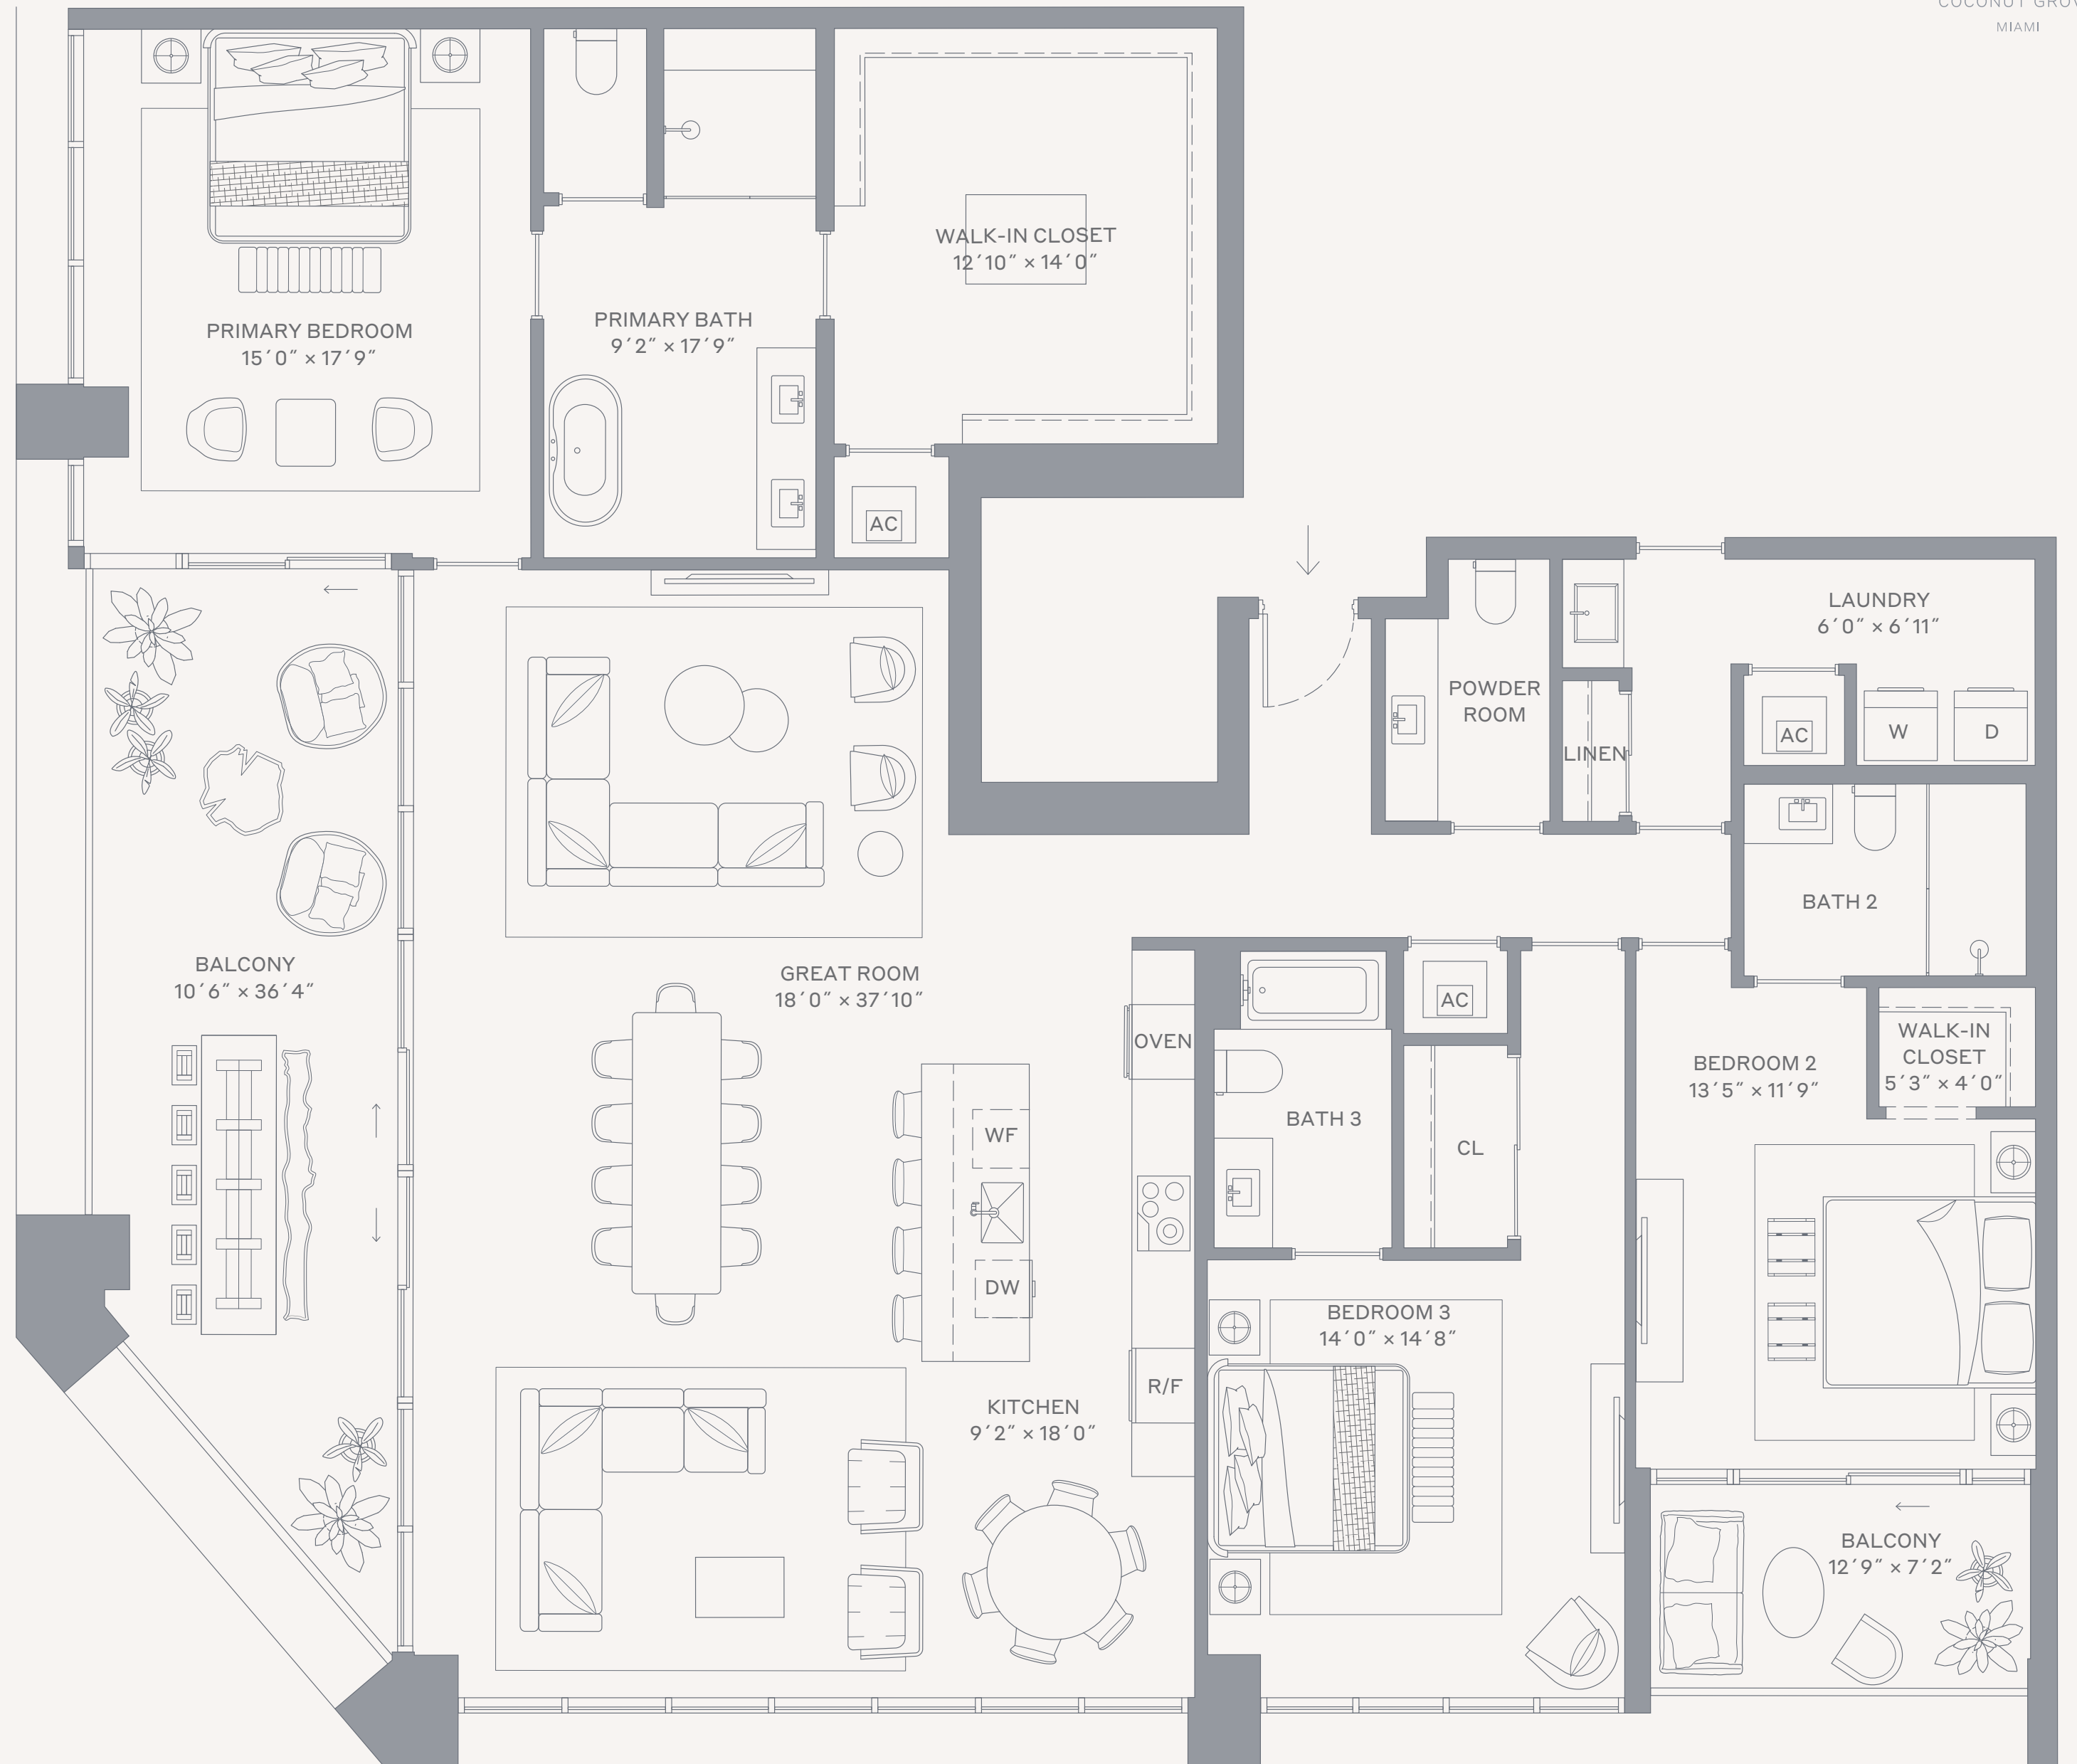 MIAMI
WALK-IN CLOSET
12´10˝ × 14´0˝
PRIMARY BEDROOM
15´0˝ × 17´9˝
PRIMARY BATH
9´2˝ × 17´9˝
AC
LAUNDRY
6´0˝ × 6´11˝
POWDER
ROOM
LINEN
AC
W
D
BATH 2
BALCONY
10´6˝ × 36´4˝
GREAT ROOM
18´0˝ × 37´10˝
OVEN
AC
WALK-IN
CLOSET
5´3˝ × 4´0˝
BEDROOM 2
13´5˝ × 11´9˝
WF
BATH 3
CL
DW
BEDROOM 3
14´0˝ × 14´8˝
R/F
KITCHEN
9´2˝ × 18´0˝
BALCONY
12´9˝ × 7´2˝